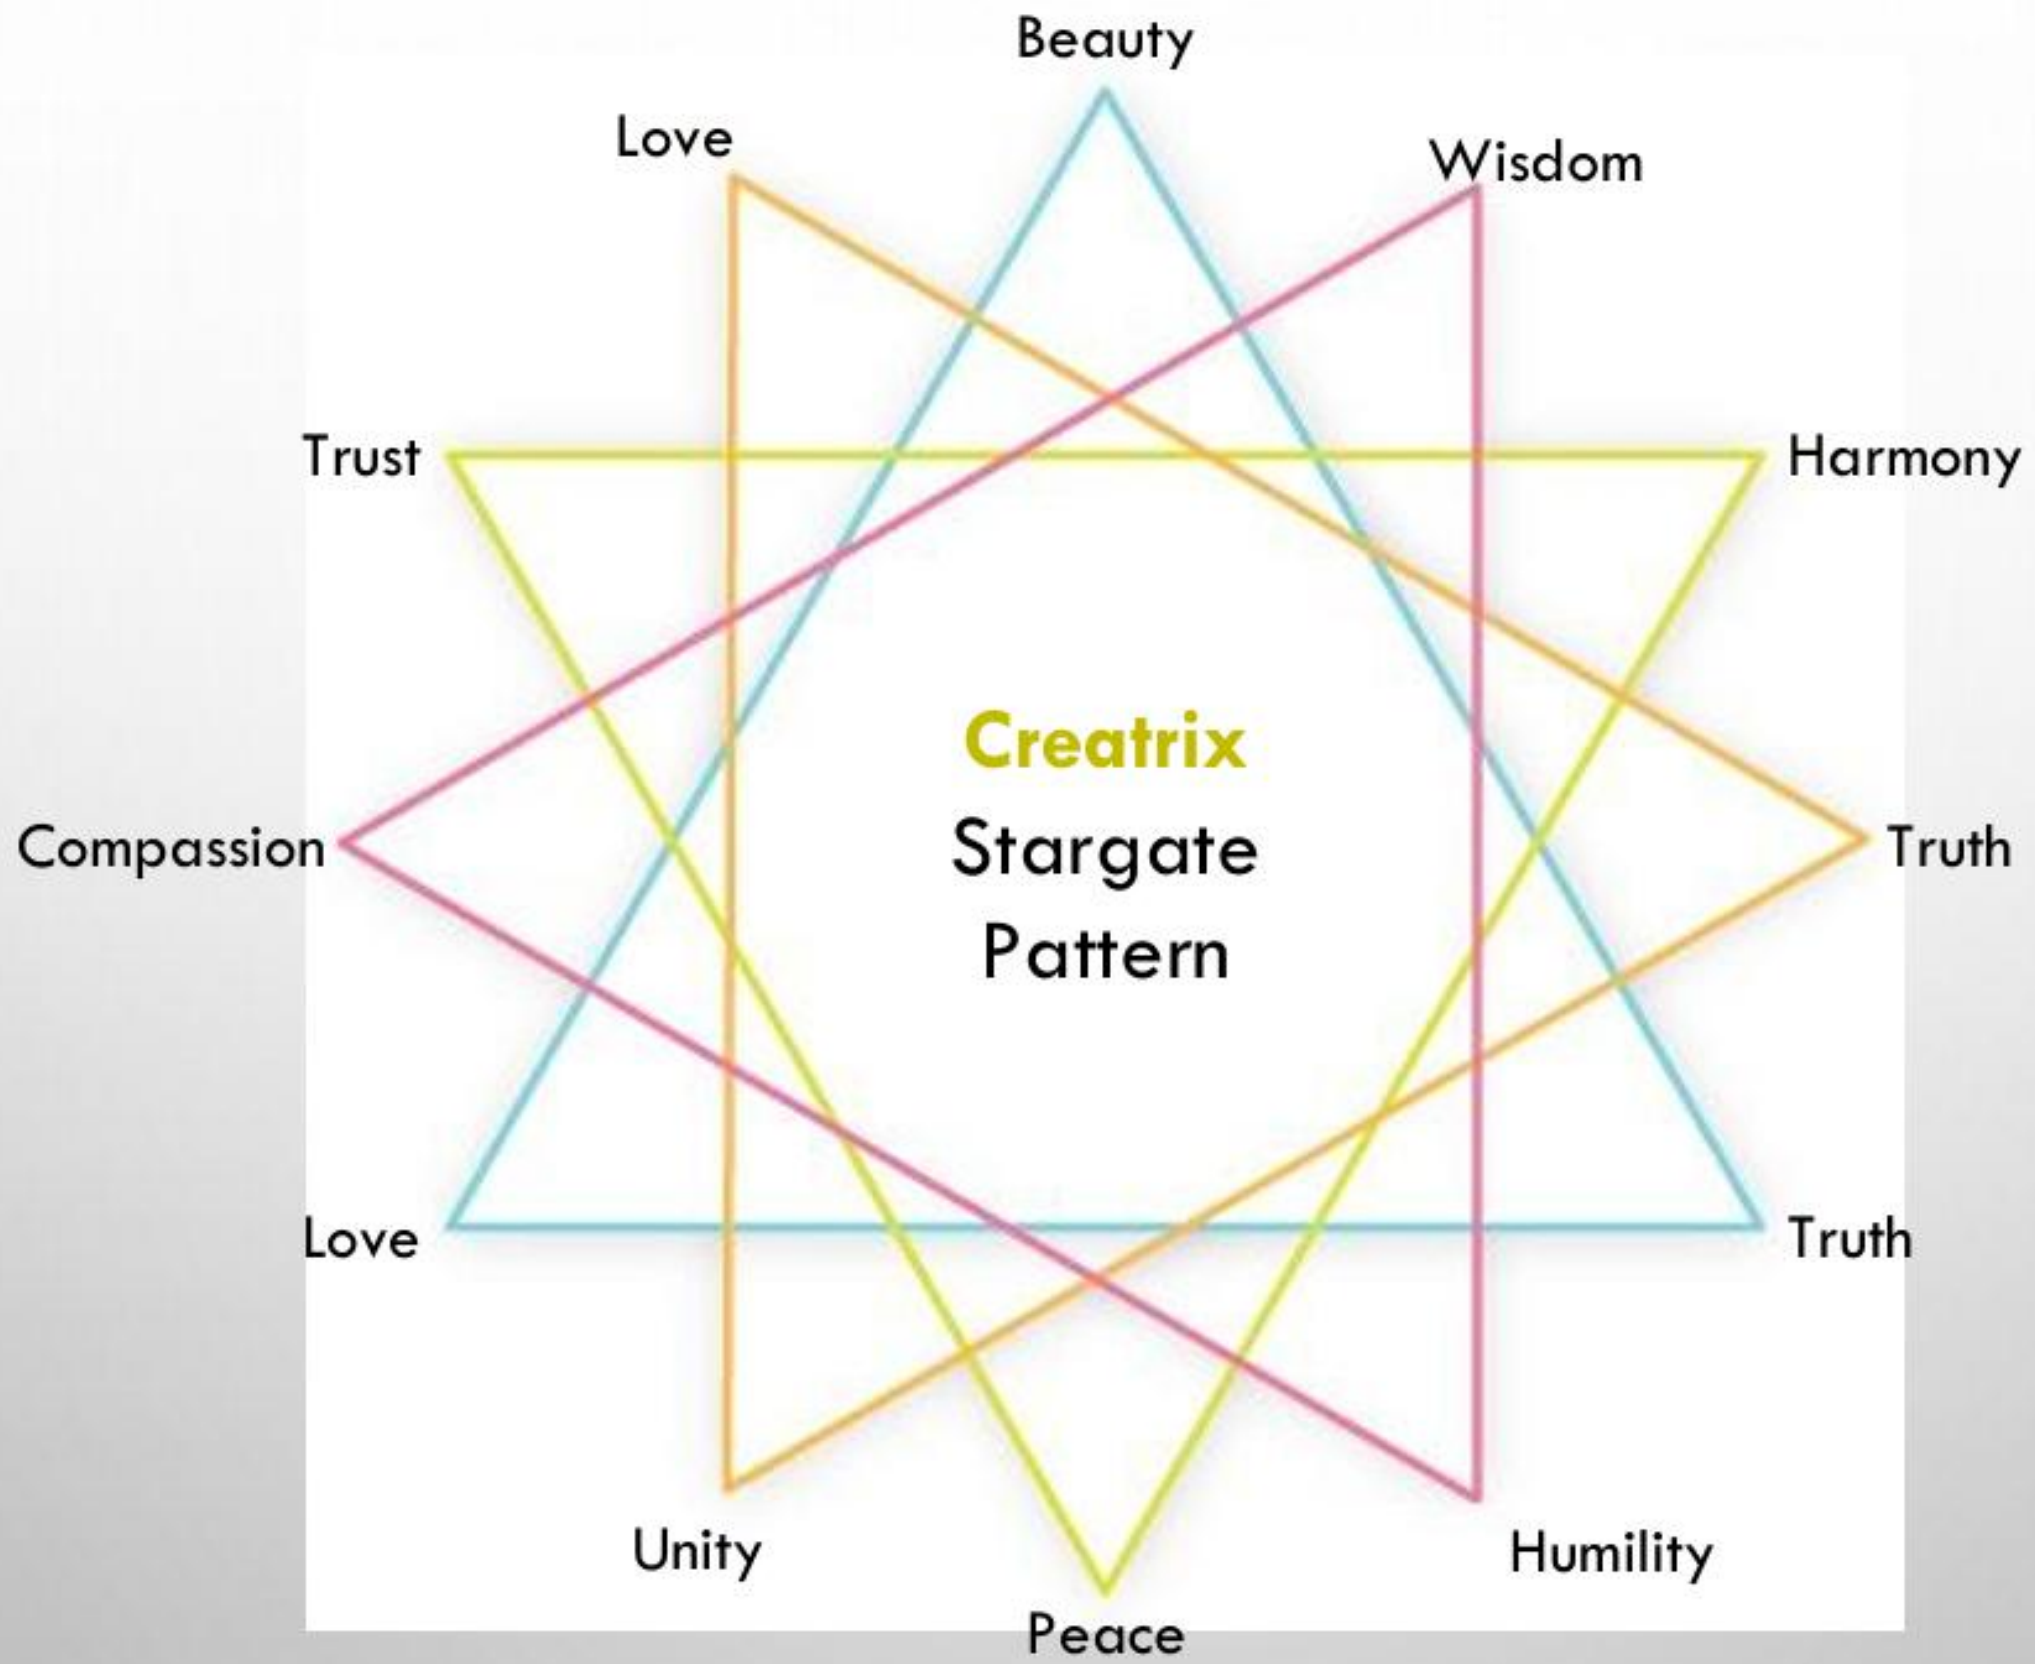 Beauty
Love
Wisdom
Trust
Harmony
Creatrix
Stargate
Pattern
Compassion
Truth
Love
Truth
Unity
Humility
Peace